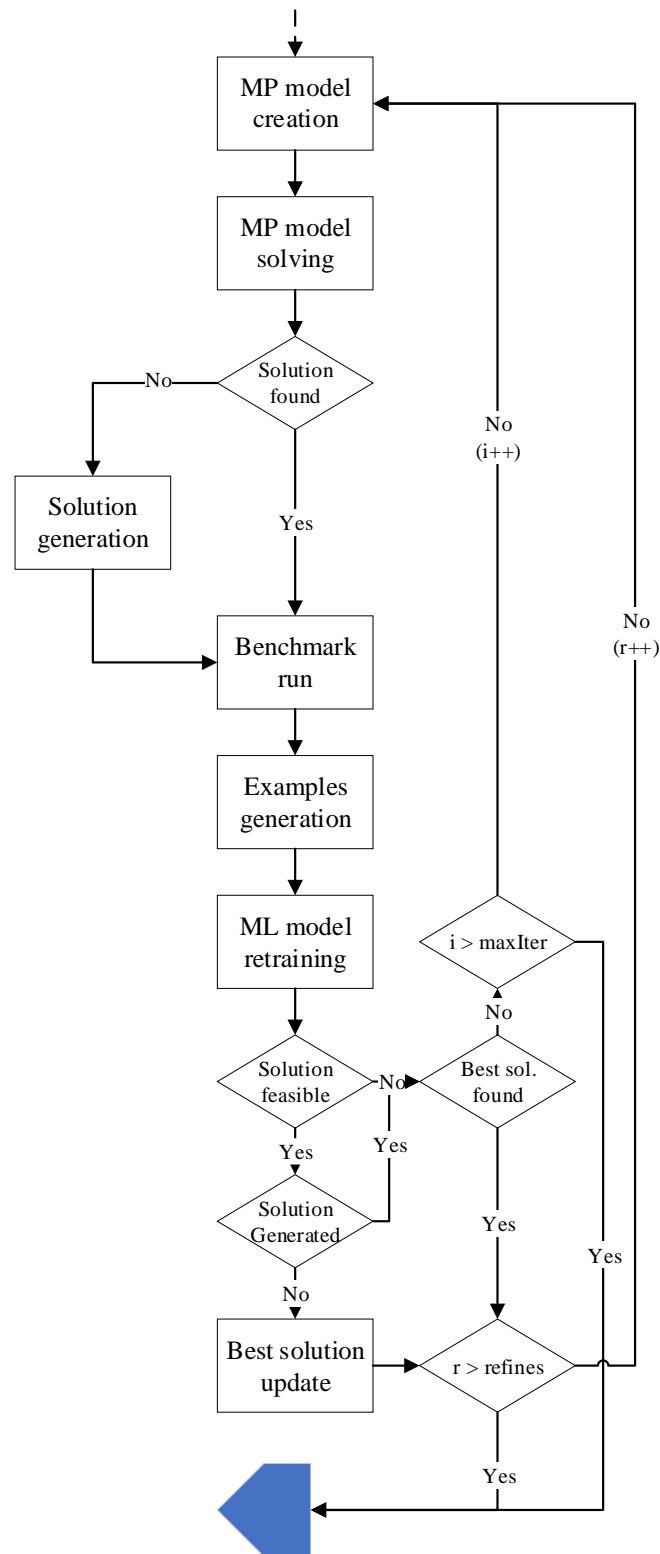 MP model
creation
MP model
solving
Solution
found
No
Solution
generation
Yes
No
(i++)
No
(r++)
Benchmark
run
Examples
generation
ML model
retraining
i > maxIter
No
Solution
feasible
No
Best sol.
found
Yes
Yes
Solution
Generated
Yes
Yes
No
Best solution
update
r > refines
Yes